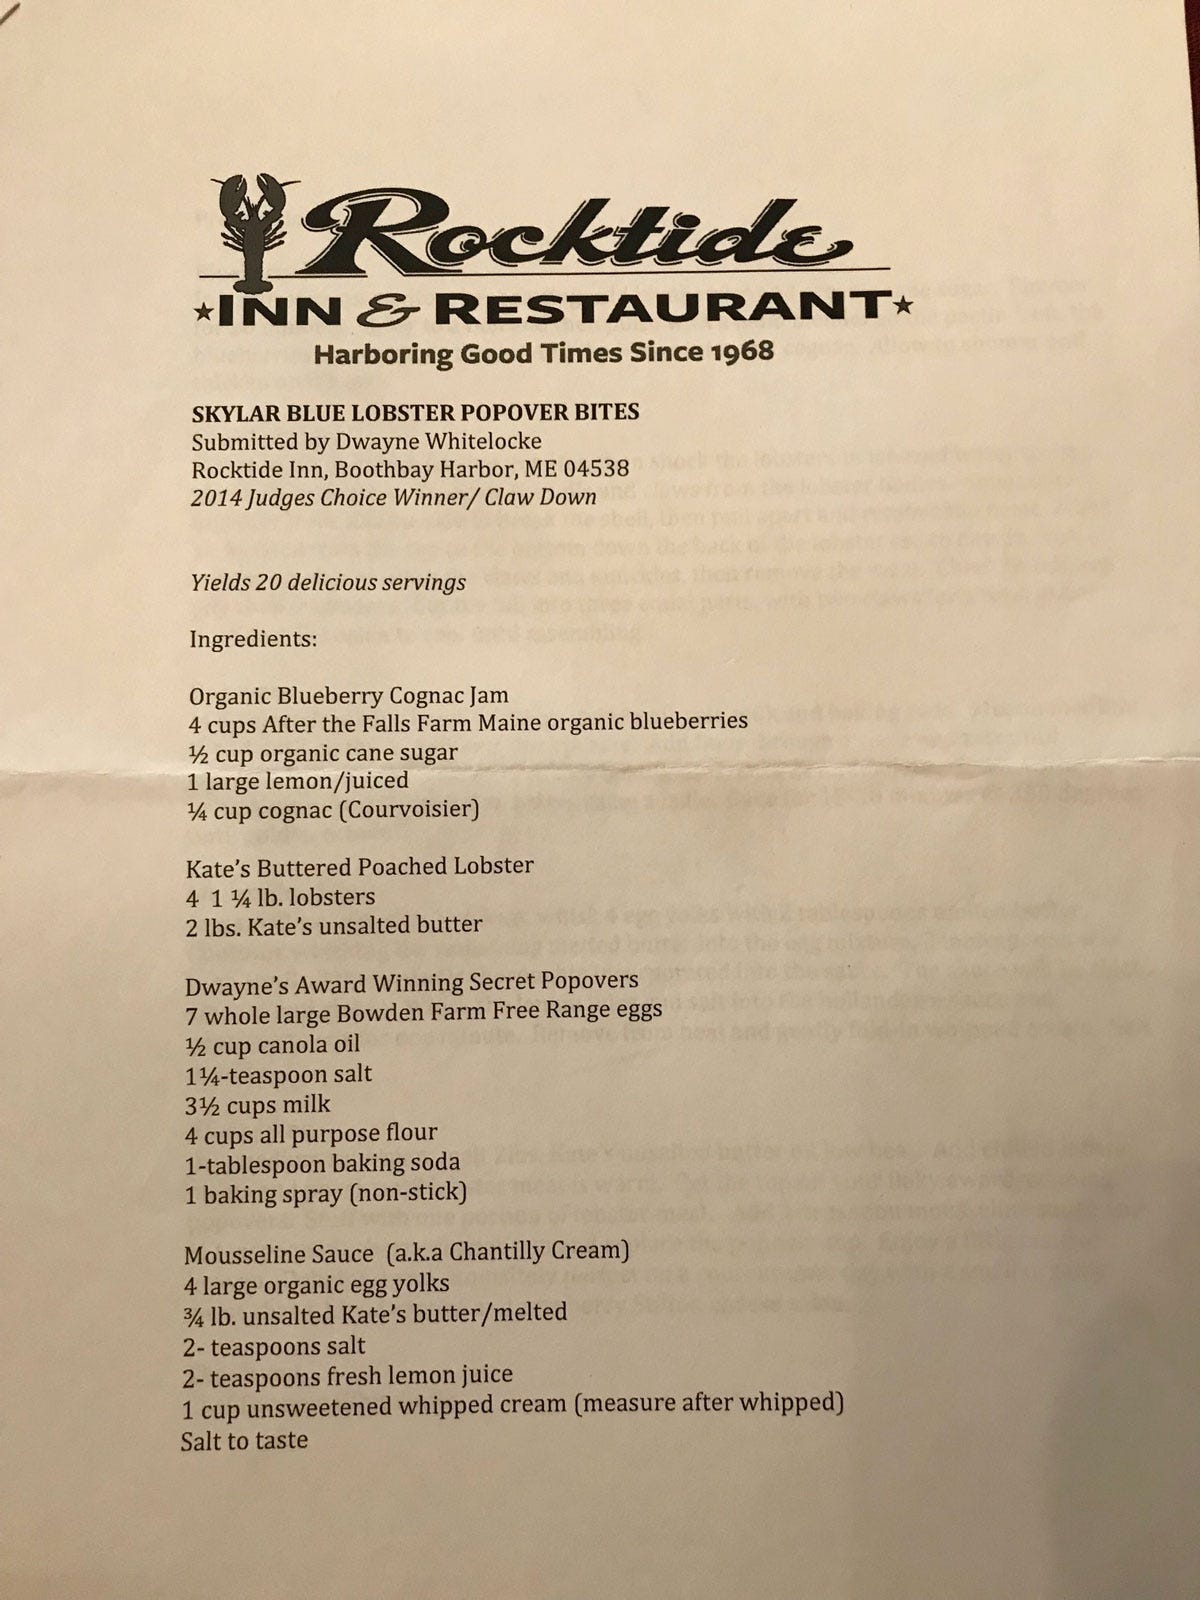 Rocktide
INN & RESTAURANT
Harboring Good Times Since 1968
SKYLAR BLUE LOBSTER POPOVER BITES
Submitted by Dwayne Whitelocke
Rocktide Inn, Boothbay Harbor, ME 04538
2014 Judges Choice Winner/ Claw Down
Yields 20 delicious servings
Ingredients:
Organic Blueberry Cognac Jam
4 cups After the Falls Farm Maine organic blueberries
½ cup organic cane sugar
1 large lemon/juiced
¼ cup cognac (Courvoisier)
Kate's Buttered Poached Lobster
4 1 ¼ lb. lobsters
2 lbs. Kate's unsalted butter
Dwayne's Award Winning Secret Popovers
7 whole large Bowden Farm Free Range eggs
½ cup canola oil
1¼-teaspoon salt
3½ cups milk
4 cups all purpose flour
1-tablespoon baking soda
1 baking spray (non-stick)
Mousseline Sauce (a.k.a Chantilly Cream)
4 large organic egg yolks
¾ lb. unsalted Kate's butter/melted
2- teaspoons salt
2- teaspoons fresh lemon juice
1 cup unsweetened whipped cream (measure after whipped)
Salt to taste